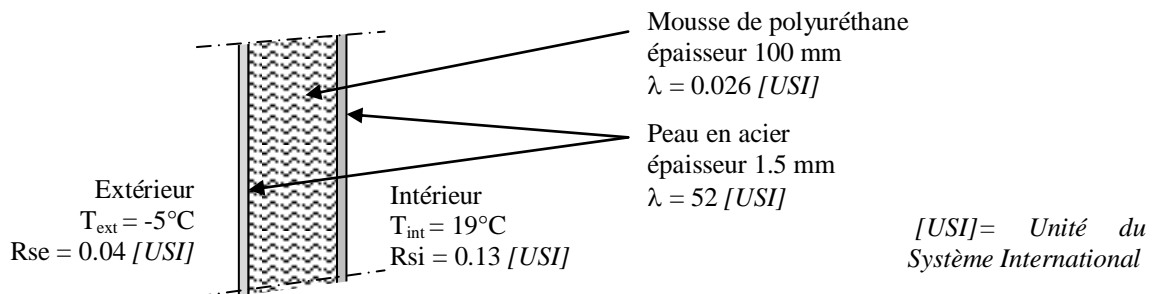 Mousse de polyuréthane
épaisseur 100 mm
λ = 0.026 [USI]
Peau en acier
épaisseur 1.5 mm
λ = 52 [USI]
Extérieur
Text = -5°C
Rse = 0.04 [USI]
Intérieur
Tint = 19°C
Rsi = 0.13 [USI]
[USI]= Unité du
Système International